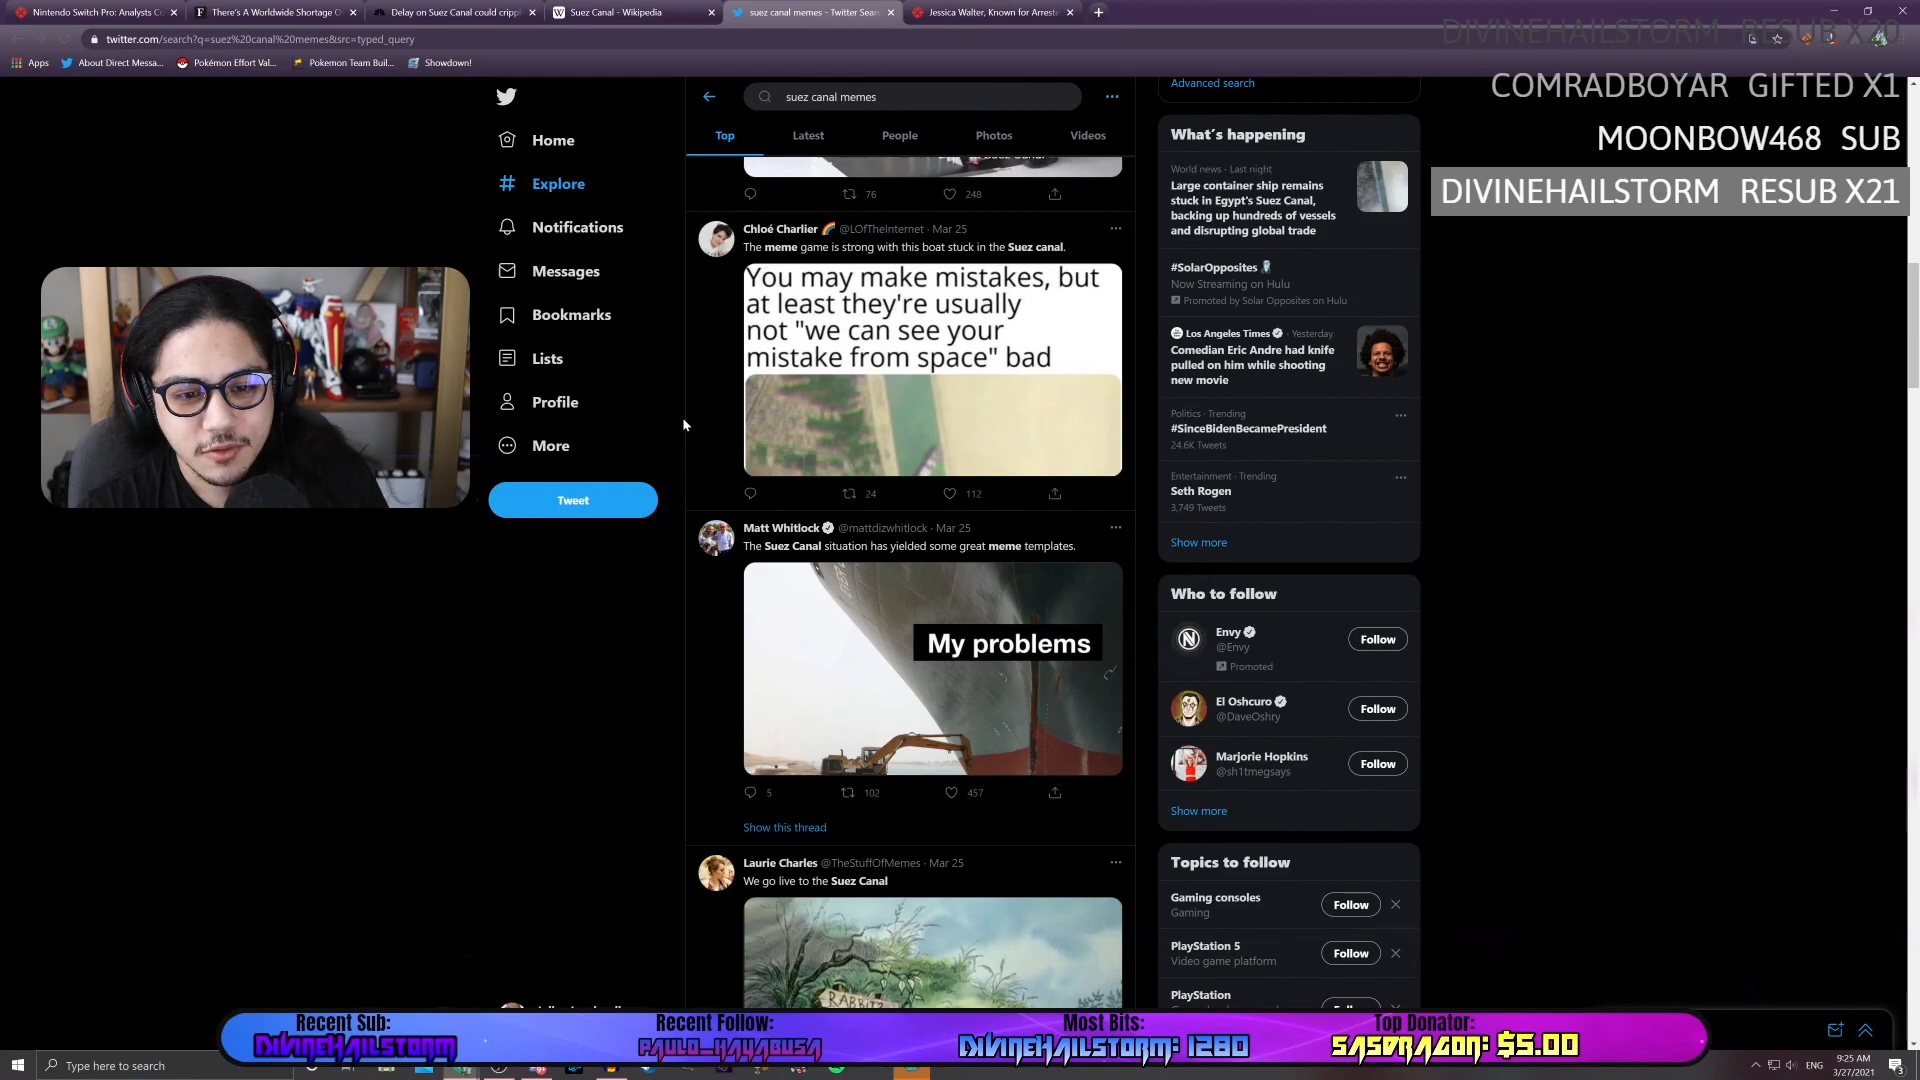 Nintendo Switch Pro: Analysts Co
There's A Worldwide Shortage O
Delay on Suez Canal could crippl
Suez Canal - Wikipedia
suez canal memes - Twitter Sear
Jessica Walter, Known for Arreste
twitter.com/search?q=suez%20canal%20memes&src=typed_query
DIVINEHAILSTORM RESUB X20
Apps
About Direct Messa...
Pokémon Effort Val...
Pokemon Team Buil...
Showdown!
COMRADBOYAR GIFTED X1
MOONBOW468 SUB
DIVINEHAILSTORM RESUB X21
Home
Explore
Notifications
Messages
Bookmarks
Lists
Profile
More
Tweet
suez canal memes
Top
Latest
People
Photos
Videos
76
248
Chloé Charlier @LOfTheInternet · Mar 25
The meme game is strong with this boat stuck in the Suez canal.
You may make mistakes, but
at least they're usually
not "we can see your
mistake from space" bad
24
112
Matt Whitlock @mattdizwhitlock · Mar 25
The Suez Canal situation has yielded some great meme templates.
My problems
5
102
457
Show this thread
Laurie Charles @TheStuffOfMemes · Mar 25
We go live to the Suez Canal
RABBIT
Advanced search
What's happening
World news · Last night
Large container ship remains
stuck in Egypt's Suez Canal,
backing up hundreds of vessels
and disrupting global trade
#SolarOpposites
Now Streaming on Hulu
Promoted by Solar Opposites on Hulu
Los Angeles Times · Yesterday
Comedian Eric Andre had knife
pulled on him while shooting
new movie
Politics · Trending
#SinceBidenBecamePresident
24.6K Tweets
Entertainment · Trending
Seth Rogen
3,749 Tweets
Show more
Who to follow
Envy
@Envy
Promoted
Follow
El Oshcuro
@DaveOshry
Follow
Marjorie Hopkins
@sh1tmegsays
Follow
Show more
Topics to follow
Gaming consoles
Gaming
Follow
PlayStation 5
Video game platform
Follow
PlayStation
Recent Sub:
DivineHailstorm
Recent Follow:
PAULO_HAYABUSA
Most Bits:
DivineHailstorm: 1280
Top Donator:
SASDRAGON: $5.00
Type here to search
ENG
9:25 AM
3/27/2021
3